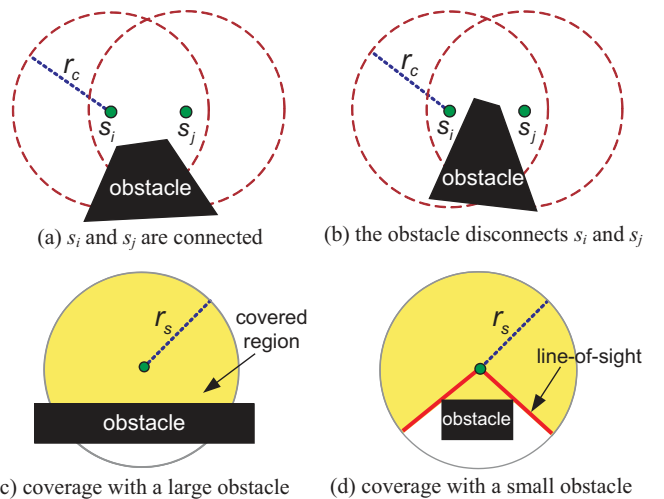 r_c
s_i
s_j
obstacle
(a) s_i and s_j are connected
r_c
s_i
s_j
obstacle
(b) the obstacle disconnects s_i and s_j
r_s
covered
region
obstacle
c) coverage with a large obstacle
r_s
line-of-sight
obstacle
(d) coverage with a small obstacle